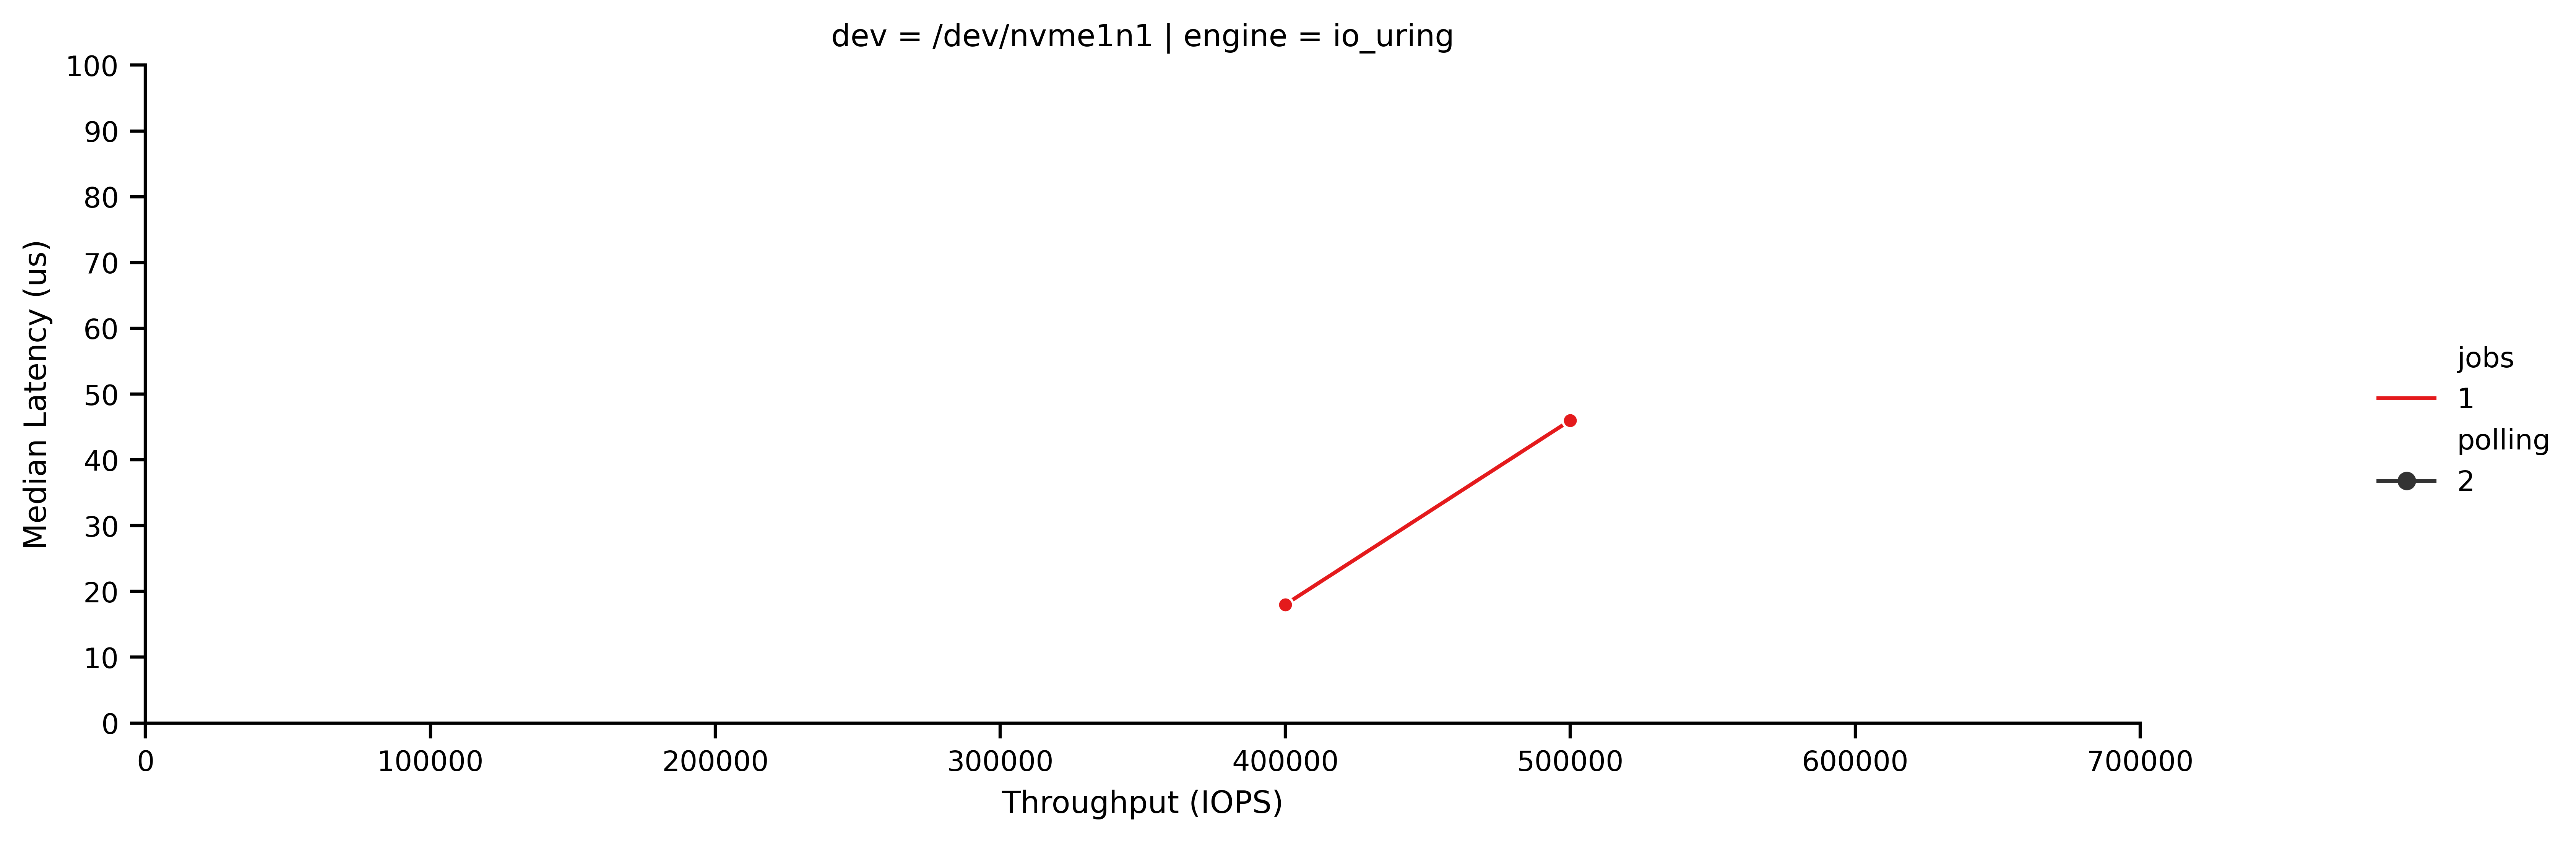 dev = /dev/nvme1n1 | engine = io_uring
100
90
80
70
60
50
40
30
20
10
0
Median Latency (us)
0 100000 200000 300000 400000 500000 600000 700000
Throughput (IOPS)
jobs
1
polling
2